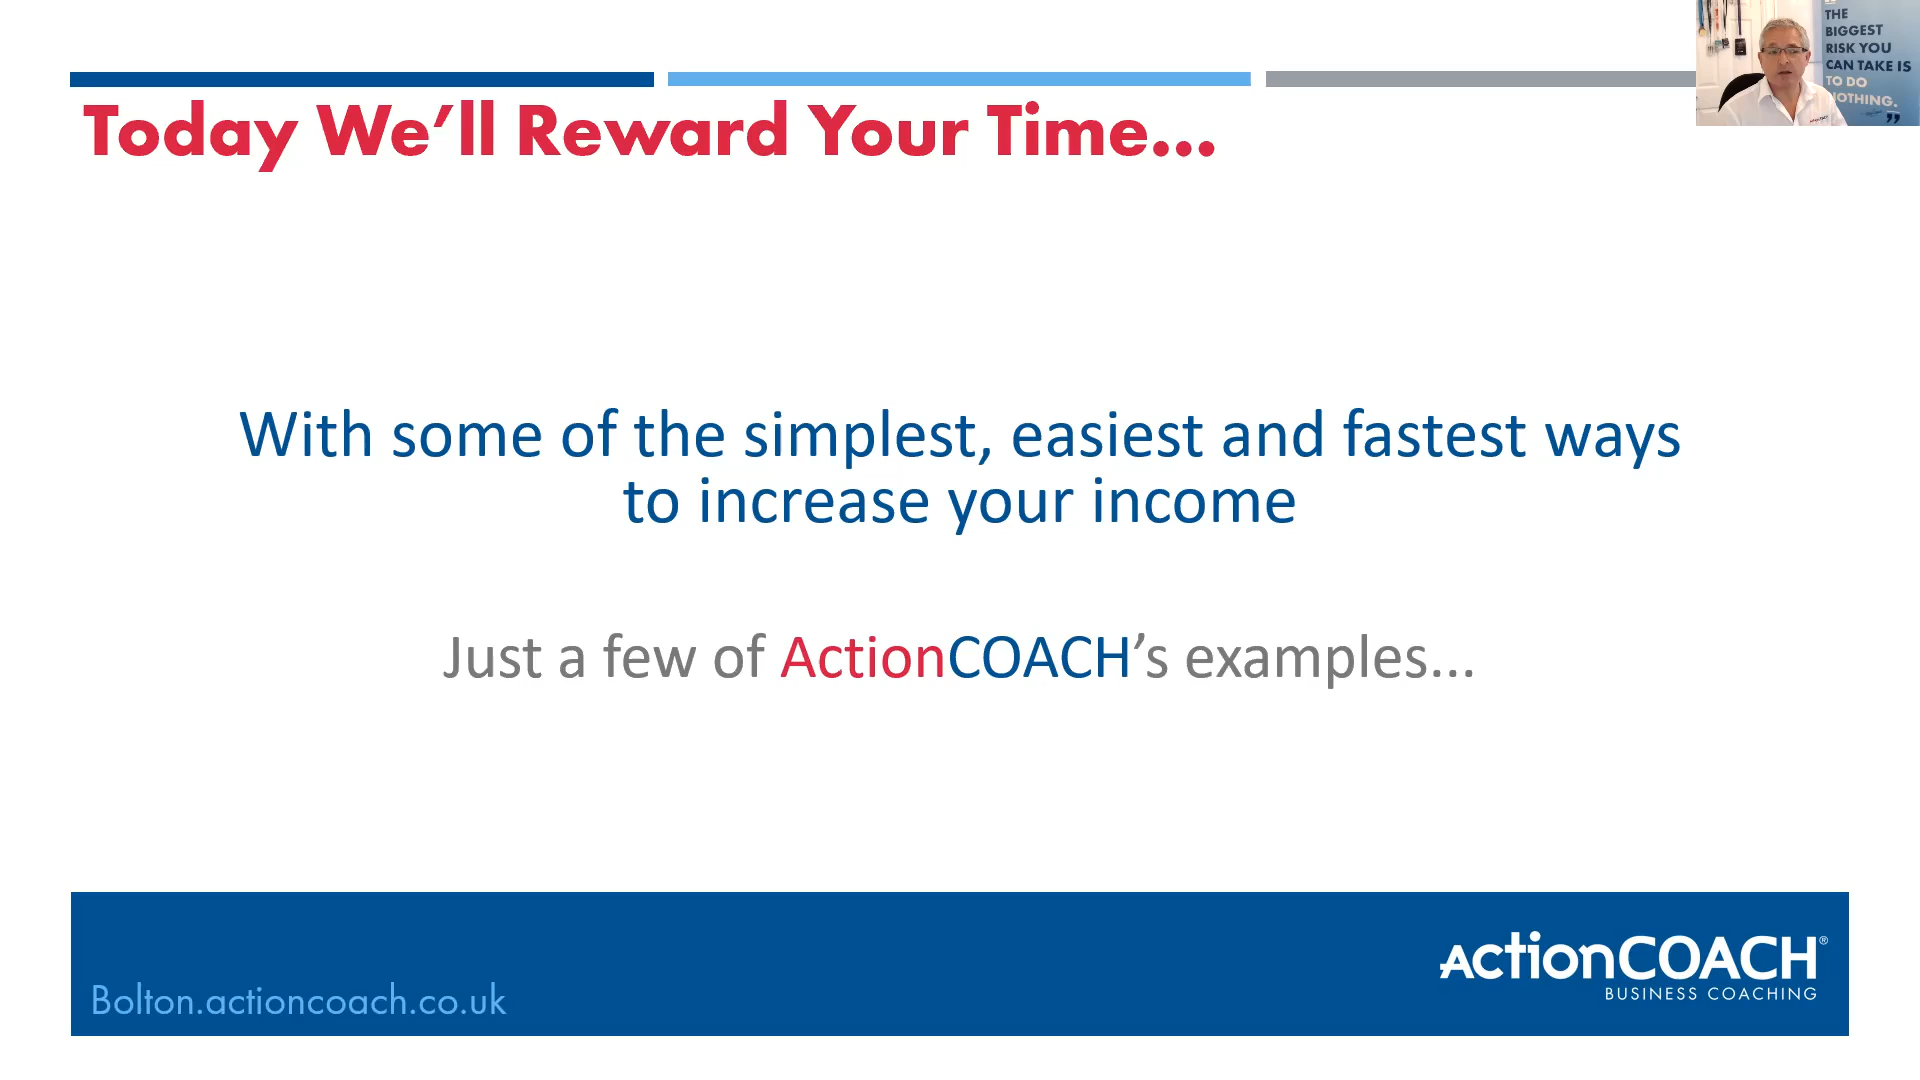 THE
BIGGEST
RISK YOU
CAN TAKE IS
TO DO
NOTHING.
Today We’ll Reward Your Time...
With some of the simplest, easiest and fastest ways
to increase your income
Just a few of ActionCOACH’s examples...
Bolton.actioncoach.co.uk
ActionCOACH®
BUSINESS COACHING